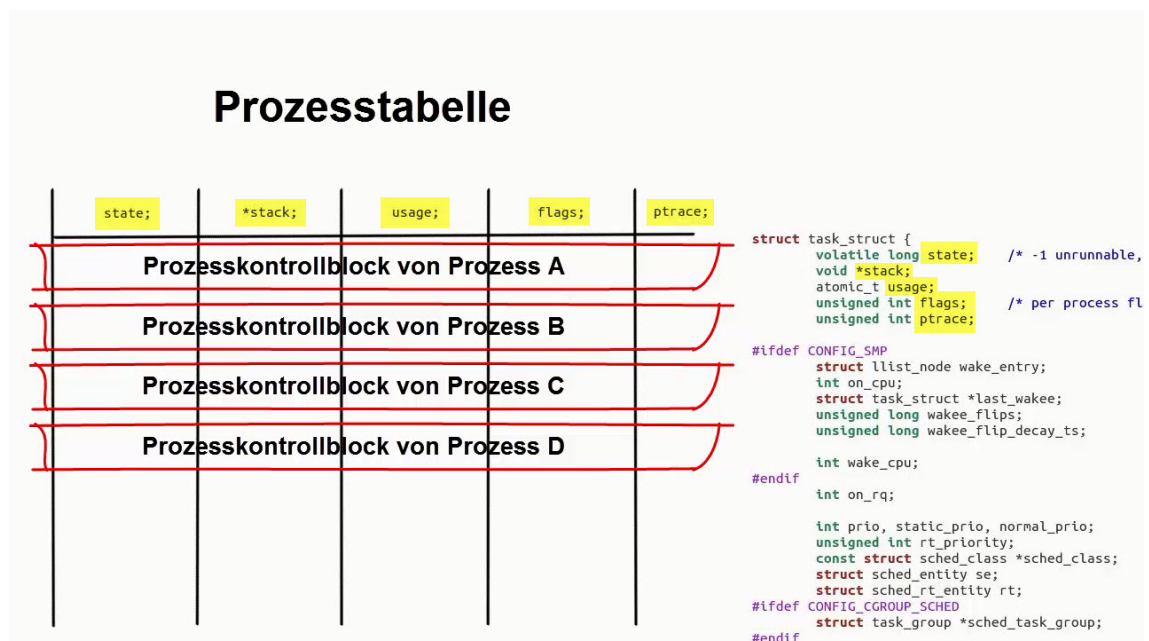 Prozesstabelle
state; *stack; usage; flags; ptrace;
Prozesskontrollblock von Prozess A
Prozesskontrollblock von Prozess B
Prozesskontrollblock von Prozess C
Prozesskontrollblock von Prozess D
struct task_struct {
volatile long state; /* -1 unrunnable,
void *stack;
atomic_t usage;
unsigned int flags; /* per process fl
unsigned int ptrace;
#ifdef CONFIG_SMP
struct llist_node wake_entry;
int on_cpu;
struct task_struct *last_wakee;
unsigned long wakee_flips;
unsigned long wakee_flip_decay_ts;
int wake_cpu;
#endif
int on_rq;
int prio, static_prio, normal_prio;
unsigned int rt_priority;
const struct sched_class *sched_class;
struct sched_entity se;
struct sched_rt_entity rt;
#ifdef CONFIG_CGROUP_SCHED
struct task_group *sched_task_group;
#endif